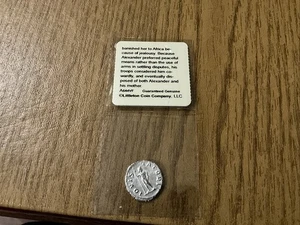 banished her to Africa be-
cause of jealousy. Because
Alexander preferred peaceful
means rather than the use of
arms in settling disputes, his
troops considered him co-
wardly, and eventually dis-
posed of both Alexander and
his mother.
Guaranteed Genuine
©Littleton Coin Company, LLC